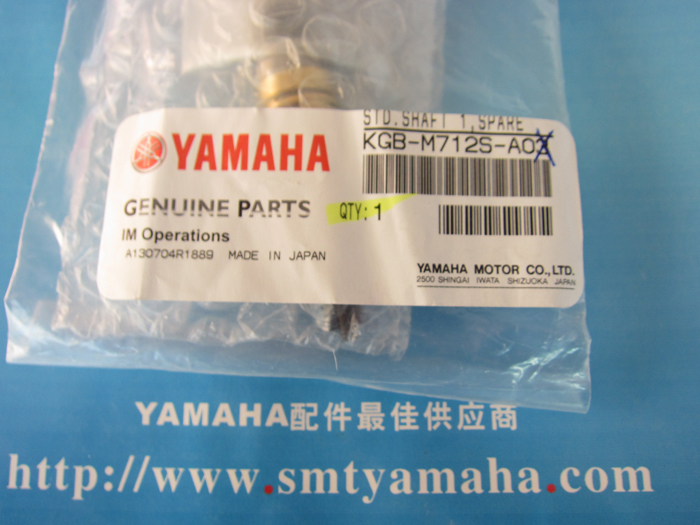 STD.SHAFT 1,SPARE
YAMAHA
KGB-M712S-A0
GENUINE PARTS
QTY: 1
IM Operations
A130704R1889 MADE IN JAPAN
YAMAHA MOTOR CO.,LTD.
2500 SHINGAI IWATA SHIZUOKA JAPAN
YAMAHA配件最佳供应商
http://www.smtyamaha.com